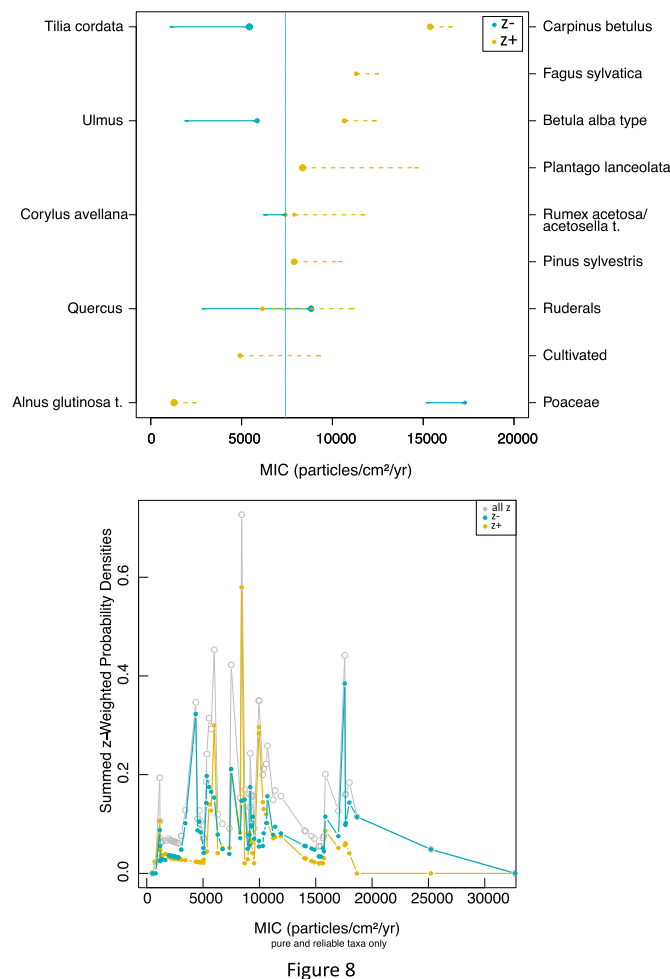 Tilia cordata
Ulmus
Corylus avellana
Quercus
Alnus glutinosa t.
z-
z+
Carpinus betulus
Fagus sylvatica
Betula alba type
Plantago lanceolata
Rumex acetosa/
acetosella t.
Pinus sylvestris
Ruderals
Cultivated
Poaceae
0 5000 10000 15000 20000
MIC (particles/cm²/yr)
Summed z-Weighted Probability Densities
0.6
0.4
0.2
0.0
all z
z-
z+
0 5000 10000 15000 20000 25000 30000
MIC (particles/cm²/yr)
pure and reliable taxa only
Figure 8